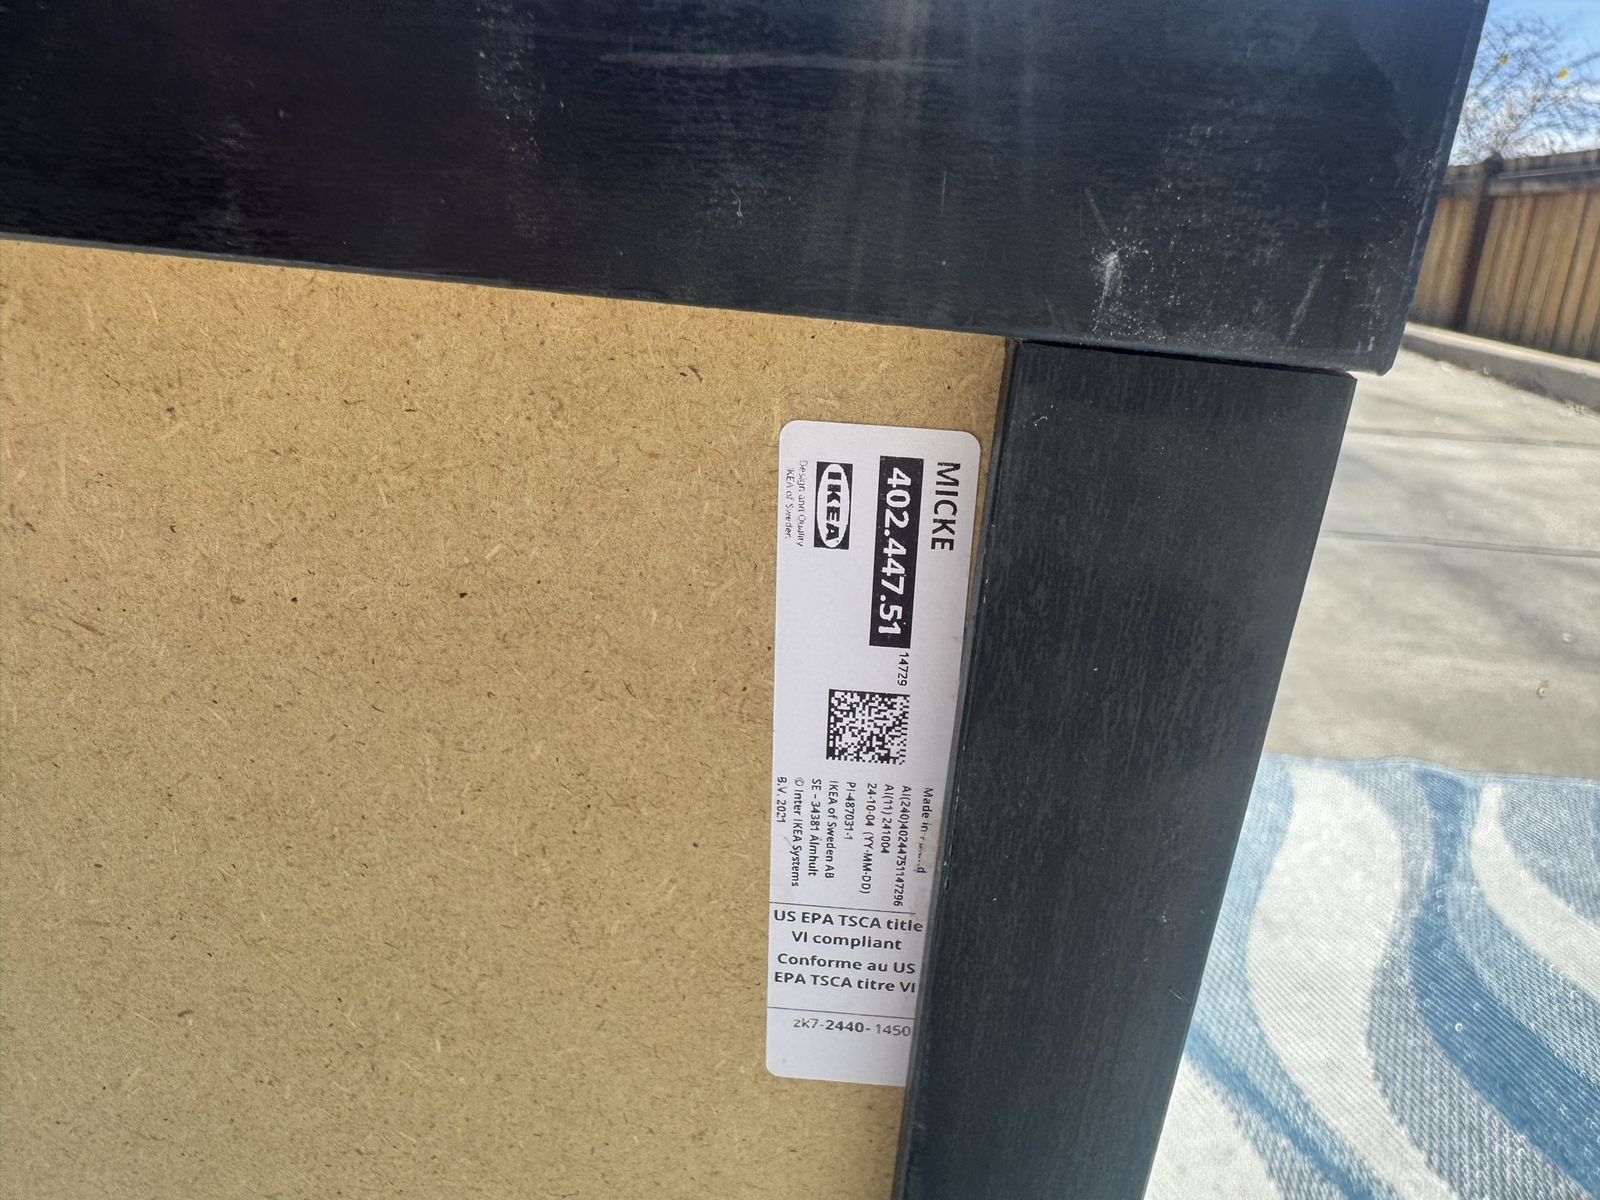 MICKE
402.447.51
14729
IKEA
Design and Quality
IKEA of Sweden
Made in
AI(240)40244751147296
AI(11) 241004
24-10-04 (YY-MM-DD)
PI-487031-1
IKEA of Sweden AB
SE - 34381 Älmhult
© Inter IKEA Systems
B.V. 2021
US EPA TSCA title
VI compliant
Conforme au US
EPA TSCA titre VI
zk7-2440-1450